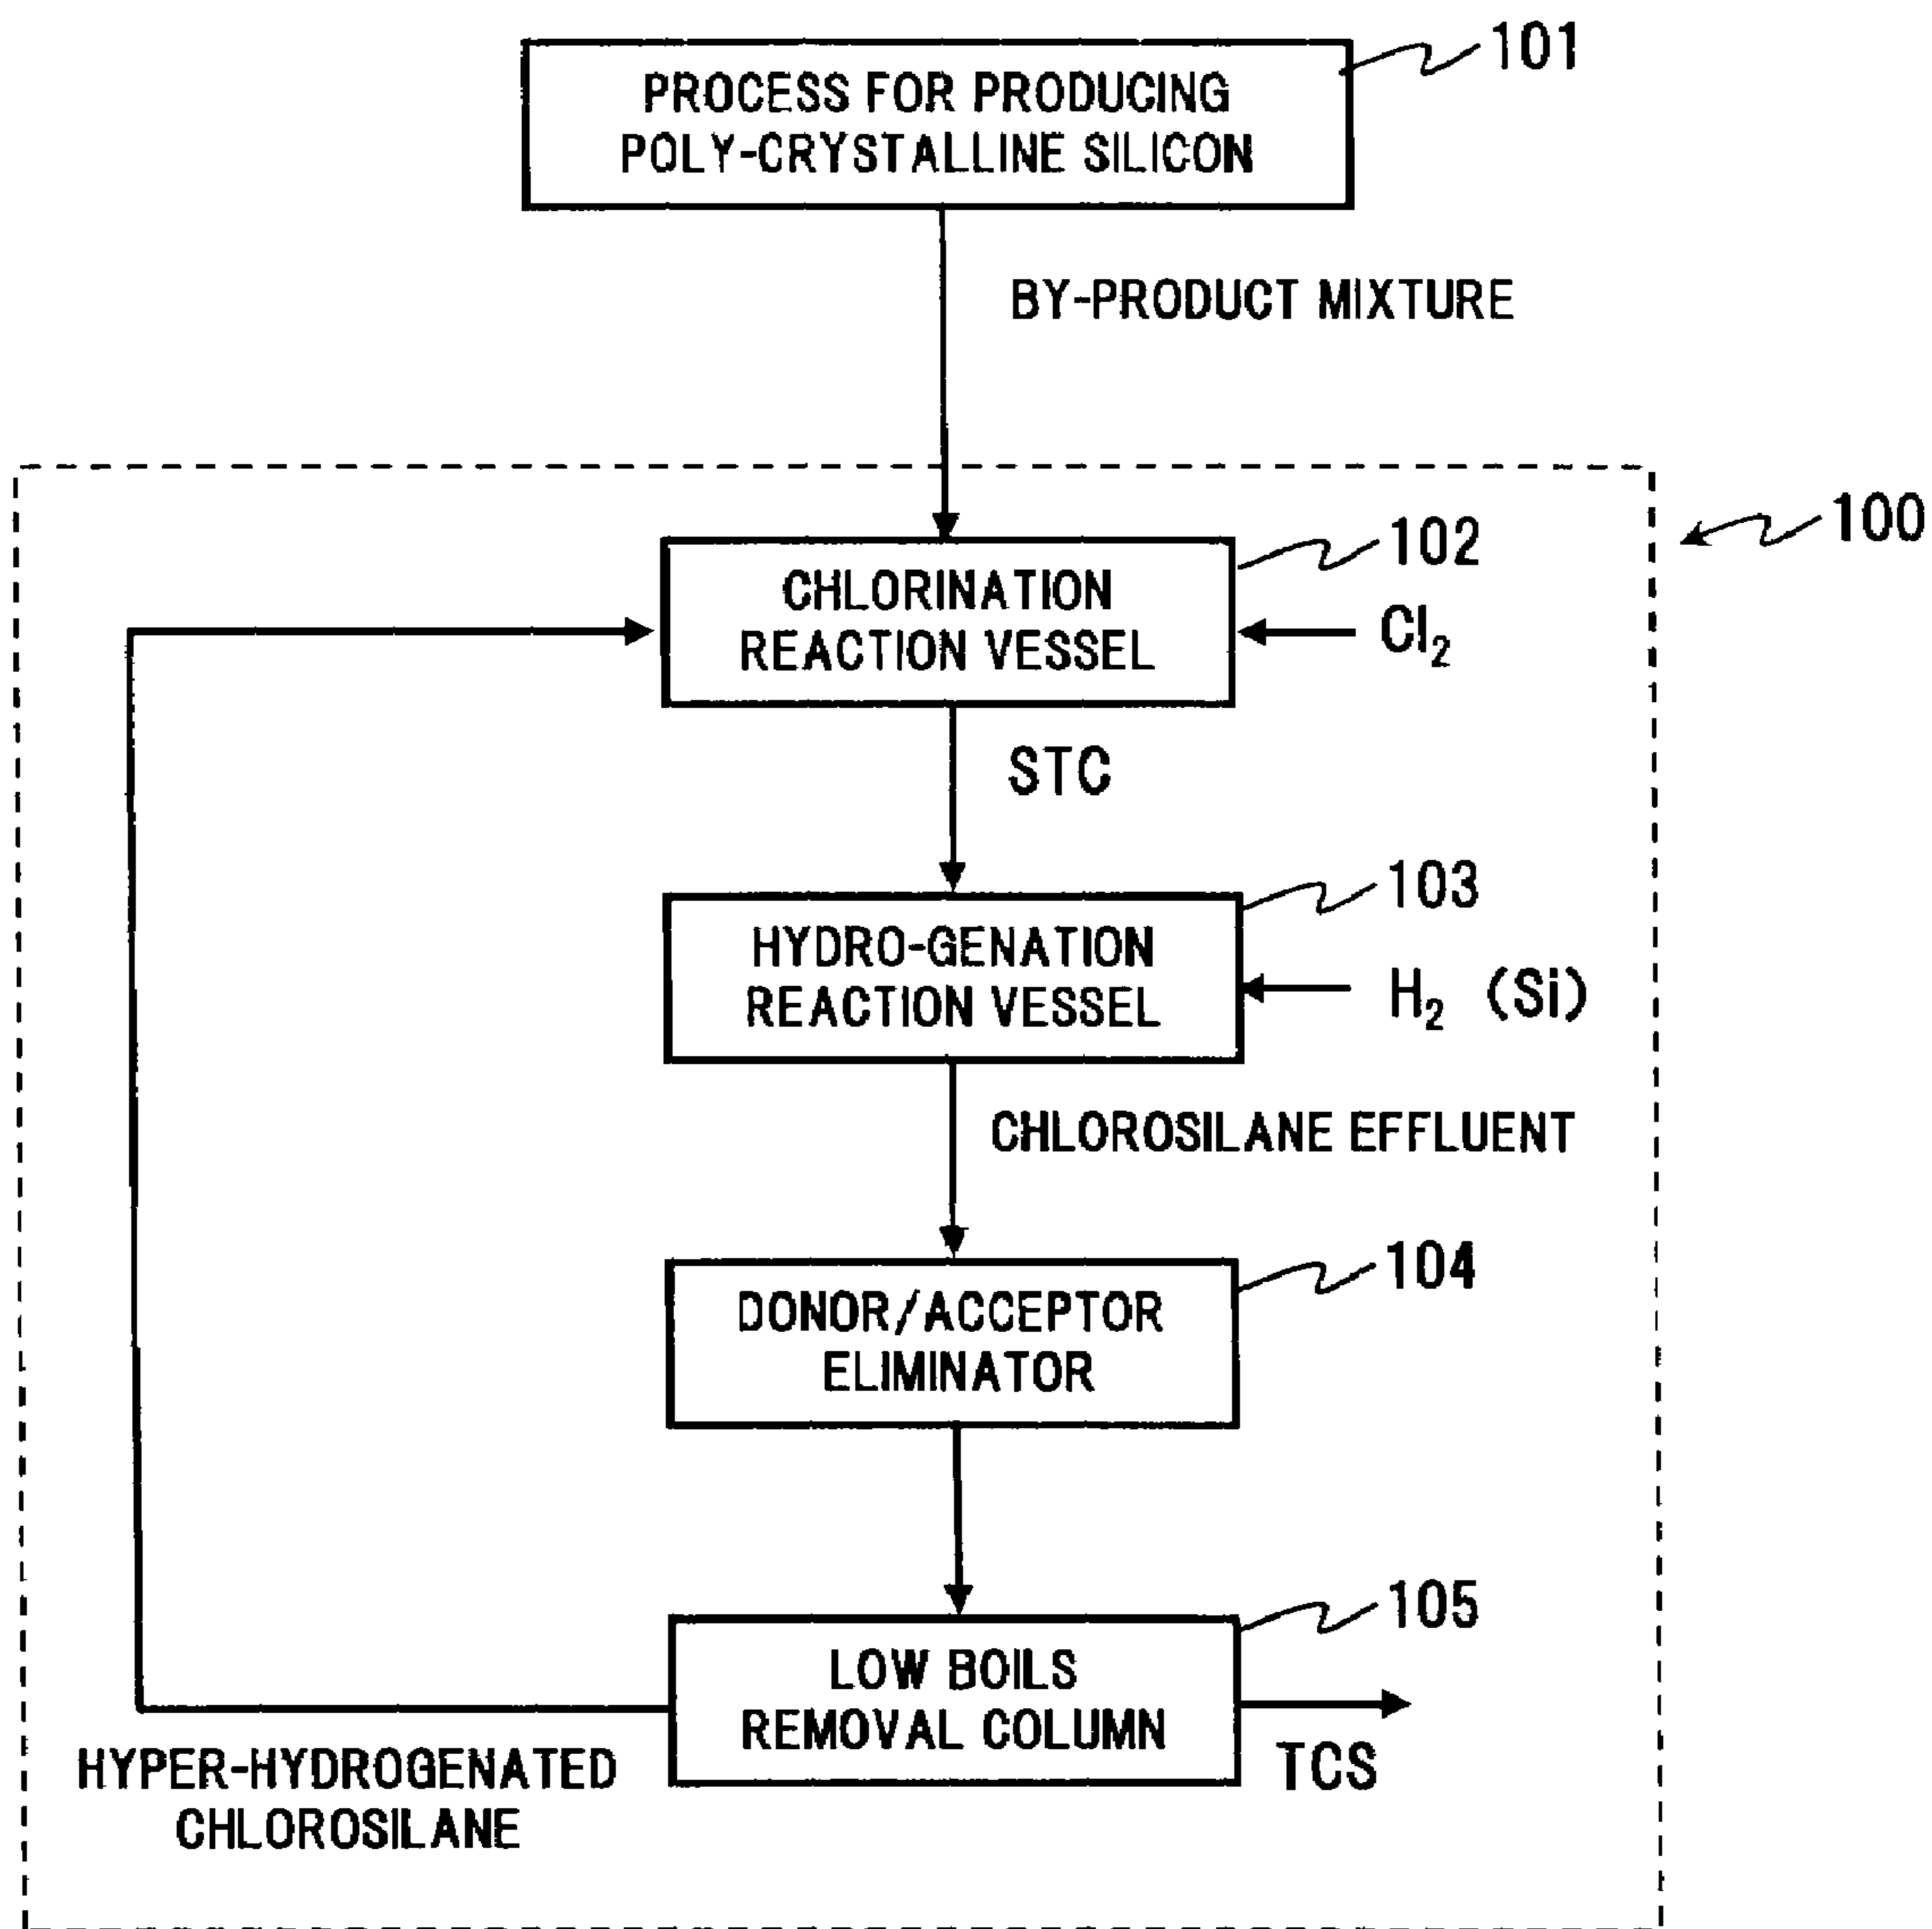 101
PROCESS FOR PRODUCING
POLY-CRYSTALLINE SILICON
BY-PRODUCT MIXTURE
100
102
CHLORINATION
REACTION VESSEL
Cl₂
STC
103
HYDRO-GENATION
REACTION VESSEL
H₂ (Si)
CHLOROSILANE EFFLUENT
104
DONOR/ACCEPTOR
ELIMINATOR
105
LOW BOILS
REMOVAL COLUMN
TCS
HYPER-HYDROGENATED
CHLOROSILANE